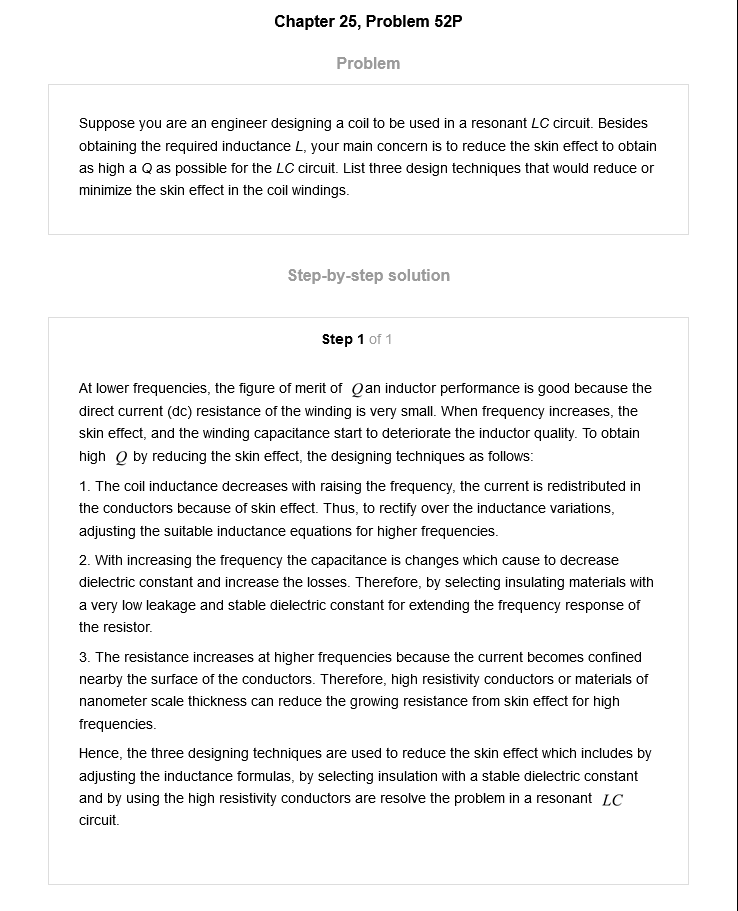 Chapter 25, Problem 52P
Problem
Suppose you are an engineer designing a coil to be used in a resonant LC circuit. Besides
obtaining the required inductance L, your main concern is to reduce the skin effect to obtain
as high a Q as possible for the LC circuit. List three design techniques that would reduce or
minimize the skin effect in the coil windings.
Step-by-step solution
Step 1 of 1
At lower frequencies, the figure of merit of Q an inductor performance is good because the
direct current (dc) resistance of the winding is very small. When frequency increases, the
skin effect, and the winding capacitance start to deteriorate the inductor quality. To obtain
high Q by reducing the skin effect, the designing techniques as follows:
1. The coil inductance decreases with raising the frequency, the current is redistributed in
the conductors because of skin effect. Thus, to rectify over the inductance variations,
adjusting the suitable inductance equations for higher frequencies.
2. With increasing the frequency the capacitance is changes which cause to decrease
dielectric constant and increase the losses. Therefore, by selecting insulating materials with
a very low leakage and stable dielectric constant for extending the frequency response of
the resistor.
3. The resistance increases at higher frequencies because the current becomes confined
nearby the surface of the conductors. Therefore, high resistivity conductors or materials of
nanometer scale thickness can reduce the growing resistance from skin effect for high
frequencies.
Hence, the three designing techniques are used to reduce the skin effect which includes by
adjusting the inductance formulas, by selecting insulation with a stable dielectric constant
and by using the high resistivity conductors are resolve the problem in a resonant LC
circuit.